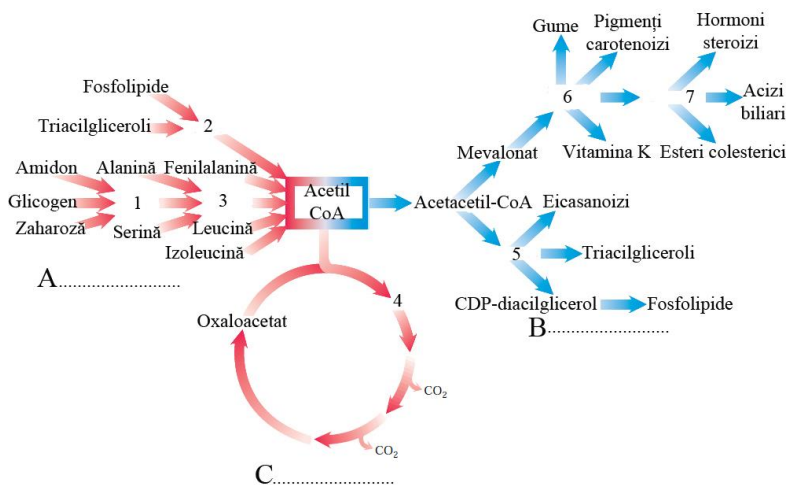 Gume
Pigmenți
carotenoizi
Hormoni
steroizi
Fosfolipide
Triacilgliceroli
2
6
7
Acizi
biliari
Mevalonat
Vitamina K
Esteri colesterici
Amidon
Alanină
Fenilalanină
Glicogen
1
3
Acetil
CoA
Acetacetil-CoA
Eicasanoizi
Zaharoză
Serină
Leucină
Izoleucină
5
Triacilgliceroli
A..........................
4
CDP-diacilglicerol
Fosfolipide
Oxaloacetat
B..........................
CO2
CO2
C..........................